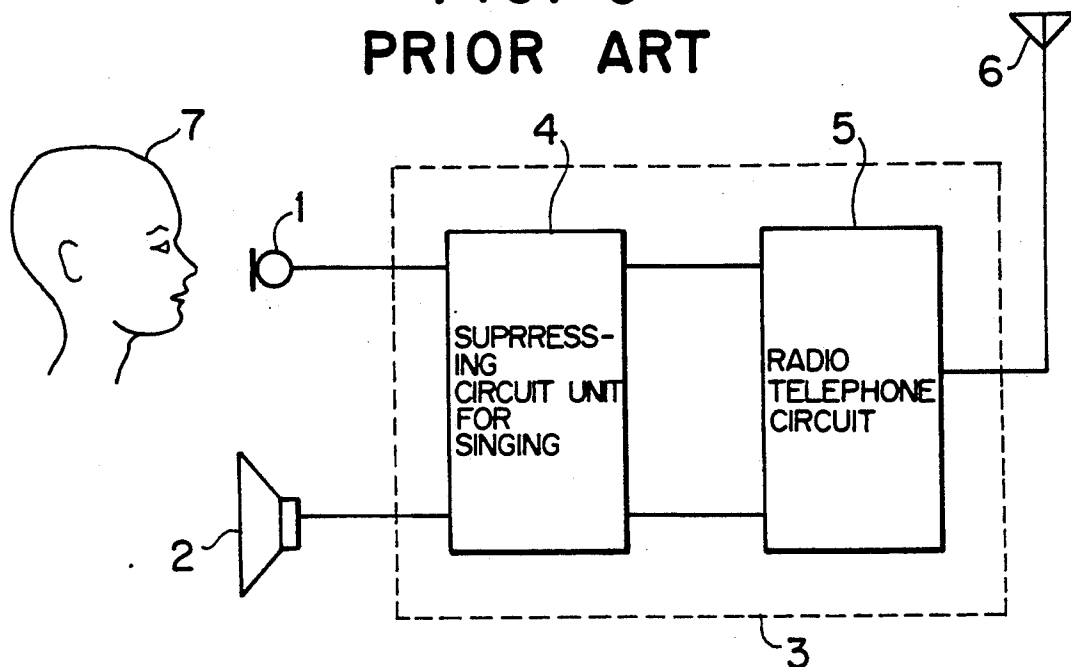 PRIOR ART
7
4
5
6
1
SUPRRESS-
ING
CIRCUIT UNIT
FOR
SINGING
RADIO
TELEPHONE
CIRCUIT
2
3